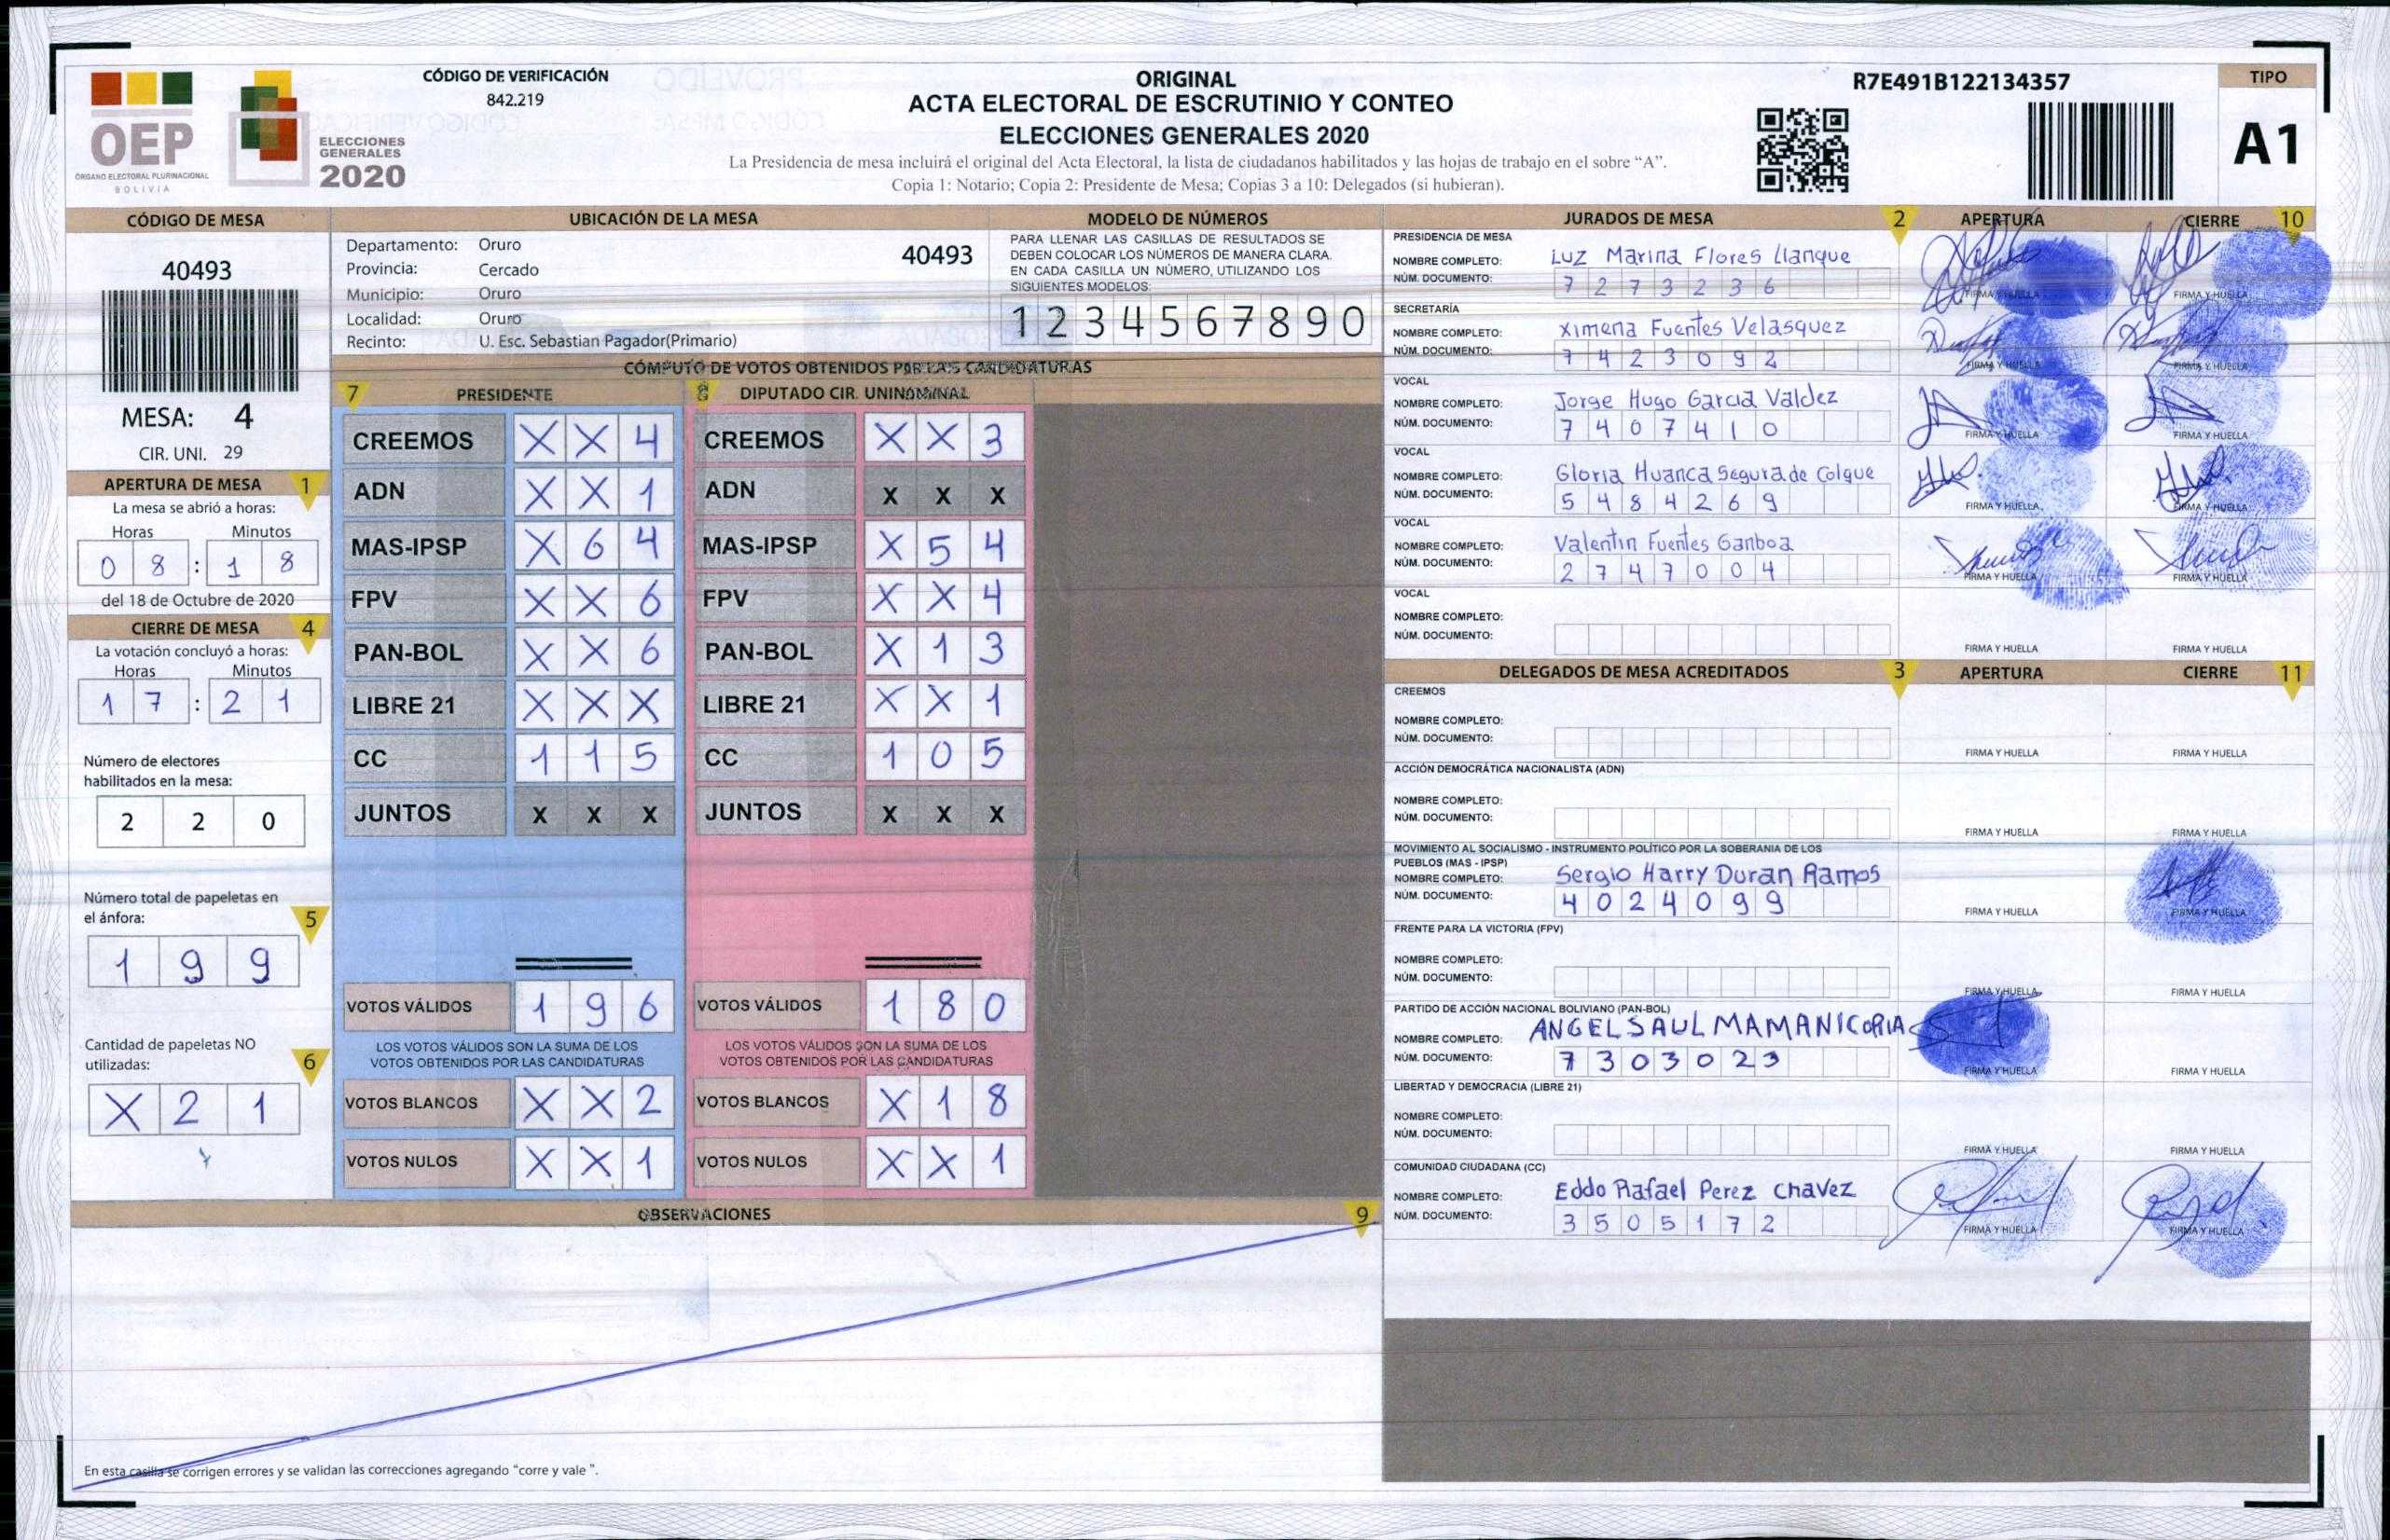 OEP
ÓRGANO ELECTORAL PLURINACIONAL
BOLIVIA
ELECCIONES
GENERALES
2020
CÓDIGO DE VERIFICACIÓN
842.219
ORIGINAL
ACTA ELECTORAL DE ESCRUTINIO Y CONTEO
ELECCIONES GENERALES 2020
La Presidencia de mesa incluirá el original del Acta Electoral, la lista de ciudadanos habilitados y las hojas de trabajo en el sobre “A”.
Copia 1: Notario; Copia 2: Presidente de Mesa; Copias 3 a 10: Delegados (si hubieran).
R7E491B122134357
TIPO
A1
CÓDIGO DE MESA
40493
MESA: 4
CIR. UNI. 29
APERTURA DE MESA 1
La mesa se abrió a horas:
Horas Minutos
0 8 : 1 8
del 18 de Octubre de 2020
CIERRE DE MESA 4
La votación concluyó a horas:
Horas Minutos
1 7 : 2 1
Número de electores
habilitados en la mesa:
2 2 0
Número total de papeletas en
el ánfora: 5
1 9 9
Cantidad de papeletas NO
utilizadas: 6
X 2 1
UBICACIÓN DE LA MESA
Departamento: Oruro
40493
Provincia: Cercado
Municipio: Oruro
Localidad: Oruro
Recinto: U. Esc. Sebastian Pagador(Primario)
MODELO DE NÚMEROS
PARA LLENAR LAS CASILLAS DE RESULTADOS SE
DEBEN COLOCAR LOS NÚMEROS DE MANERA CLARA.
EN CADA CASILLA UN NÚMERO, UTILIZANDO LOS
SIGUIENTES MODELOS:
1 2 3 4 5 6 7 8 9 0
CÓMPUTO DE VOTOS OBTENIDOS POR LAS CANDIDATURAS
7 PRESIDENTE
CREEMOS X X 4
ADN X X 1
MAS-IPSP X 6 4
FPV X X 6
PAN-BOL X X 6
LIBRE 21 X X X
CC 1 1 5
JUNTOS X X X
VOTOS VÁLIDOS 1 9 6
LOS VOTOS VÁLIDOS SON LA SUMA DE LOS
VOTOS OBTENIDOS POR LAS CANDIDATURAS
VOTOS BLANCOS X X 2
VOTOS NULOS X X 1
8 DIPUTADO CIR. UNINOMINAL
CREEMOS X X 3
ADN X X X
MAS-IPSP X 5 4
FPV X X 4
PAN-BOL X 1 3
LIBRE 21 X X 1
CC 1 0 5
JUNTOS X X X
VOTOS VÁLIDOS 1 8 0
LOS VOTOS VÁLIDOS SON LA SUMA DE LOS
VOTOS OBTENIDOS POR LAS CANDIDATURAS
VOTOS BLANCOS X 1 8
VOTOS NULOS X X 1
OBSERVACIONES 9
En esta casilla se corrigen errores y se validan las correcciones agregando “corre y vale ”.
JURADOS DE MESA 2 APERTURA CIERRE 10
PRESIDENCIA DE MESA
NOMBRE COMPLETO: Luz Marina Flores Llanque
NÚM. DOCUMENTO: 7 2 7 3 2 3 6
FIRMA Y HUELLA FIRMA Y HUELLA
SECRETARÍA
NOMBRE COMPLETO: Ximena Fuentes Velasquez
NÚM. DOCUMENTO: 7 4 2 3 0 9 2
FIRMA Y HUELLA FIRMA Y HUELLA
VOCAL
NOMBRE COMPLETO: Jorge Hugo Garcia Valdez
NÚM. DOCUMENTO: 7 4 0 7 4 1 0
FIRMA Y HUELLA FIRMA Y HUELLA
VOCAL
NOMBRE COMPLETO: Gloria Huanca Segura de Colque
NÚM. DOCUMENTO: 5 4 8 4 2 6 9
FIRMA Y HUELLA FIRMA Y HUELLA
VOCAL
NOMBRE COMPLETO: Valentin Fuentes Ganboa
NÚM. DOCUMENTO: 2 7 4 7 0 0 4
FIRMA Y HUELLA FIRMA Y HUELLA
VOCAL
NOMBRE COMPLETO:
NÚM. DOCUMENTO:
FIRMA Y HUELLA FIRMA Y HUELLA
DELEGADOS DE MESA ACREDITADOS 3 APERTURA CIERRE 11
CREEMOS
NOMBRE COMPLETO:
NÚM. DOCUMENTO:
FIRMA Y HUELLA FIRMA Y HUELLA
ACCIÓN DEMOCRÁTICA NACIONALISTA (ADN)
NOMBRE COMPLETO:
NÚM. DOCUMENTO:
FIRMA Y HUELLA FIRMA Y HUELLA
MOVIMIENTO AL SOCIALISMO - INSTRUMENTO POLÍTICO POR LA SOBERANIA DE LOS
PUEBLOS (MAS - IPSP)
NOMBRE COMPLETO: Sergio Harry Duran Ramos
NÚM. DOCUMENTO: 4 0 2 4 0 9 9
FIRMA Y HUELLA FIRMA Y HUELLA
FRENTE PARA LA VICTORIA (FPV)
NOMBRE COMPLETO:
NÚM. DOCUMENTO:
FIRMA Y HUELLA FIRMA Y HUELLA
PARTIDO DE ACCIÓN NACIONAL BOLIVIANO (PAN-BOL)
NOMBRE COMPLETO: ANGEL SAUL MAMANI CORIA
NÚM. DOCUMENTO: 7 3 0 3 0 2 3
FIRMA Y HUELLA FIRMA Y HUELLA
LIBERTAD Y DEMOCRACIA (LIBRE 21)
NOMBRE COMPLETO:
NÚM. DOCUMENTO:
FIRMA Y HUELLA FIRMA Y HUELLA
COMUNIDAD CIUDADANA (CC)
NOMBRE COMPLETO: Eddo Rafael Perez Chavez
NÚM. DOCUMENTO: 3 5 0 5 1 7 2
FIRMA Y HUELLA FIRMA Y HUELLA